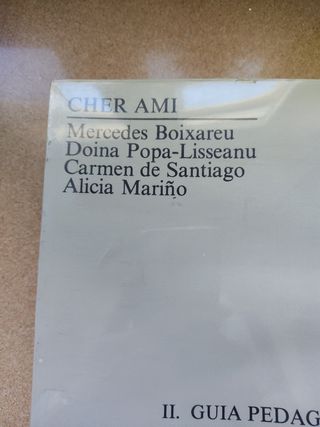 CHER AMI
Mercedes Boixareu
Doina Popa-Lisseanu
Carmen de Santiago
Alicia Mariño
II. GUIA PEDAG